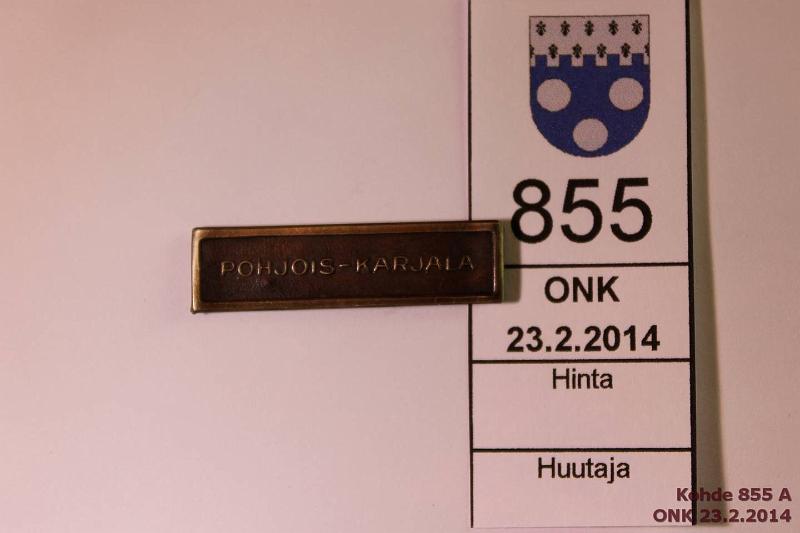 855
POHJOIS-KARJALA
ONK
23.2.2014
Hinta
Huutaja
Kohde 855 A
ONK 23.2.2014